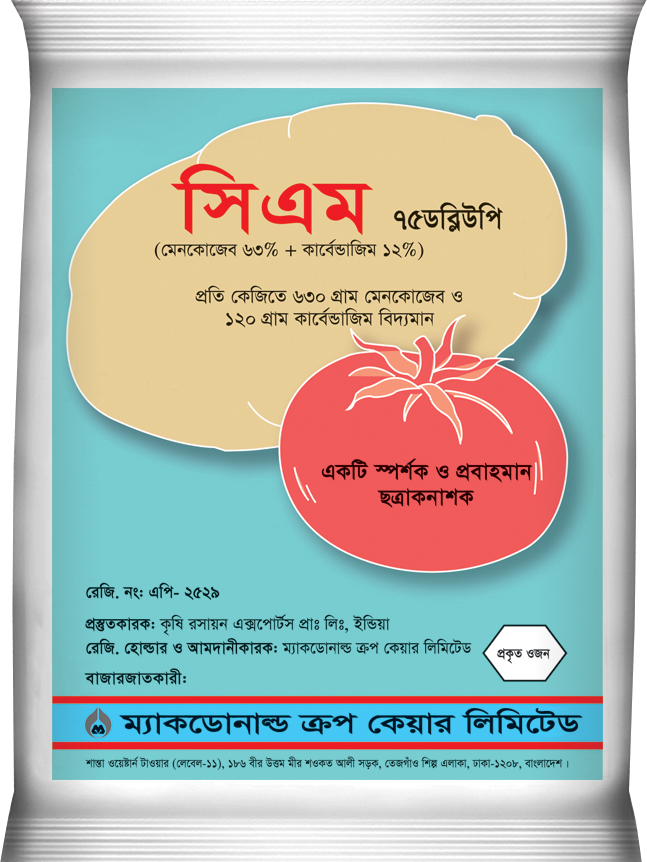 সিএম ৭৫ডব্লিউপি
(মেনকোজেব ৬৩% + কার্বেন্ডাজিম ১২%)
প্রতি কেজিতে ৬৩০ গ্রাম মেনকোজেব ও
১২০ গ্রাম কার্বেন্ডাজিম বিদ্যমান
একটি স্পর্শক ও প্রবাহমান
ছত্রাকনাশক
রেজি. নং: এপি- ২৫২৯
প্রস্তুতকারক: কৃষি রসায়ন এক্সপোর্টস প্রাঃ লিঃ, ইন্ডিয়া
রেজি. হোল্ডার ও আমদানীকারক: ম্যাকডোনাল্ড ক্রপ কেয়ার লিমিটেড
প্রকৃত ওজন
বাজারজাতকারী:
ম্যাকডোনাল্ড ক্রপ কেয়ার লিমিটেড
শান্তা ওয়েষ্টার্ন টাওয়ার (লেবেল-১১), ১৮৬ বীর উত্তম মীর শওকত আলী সড়ক, তেজগাঁও শিল্প এলাকা, ঢাকা-১২০৮, বাংলাদেশ।